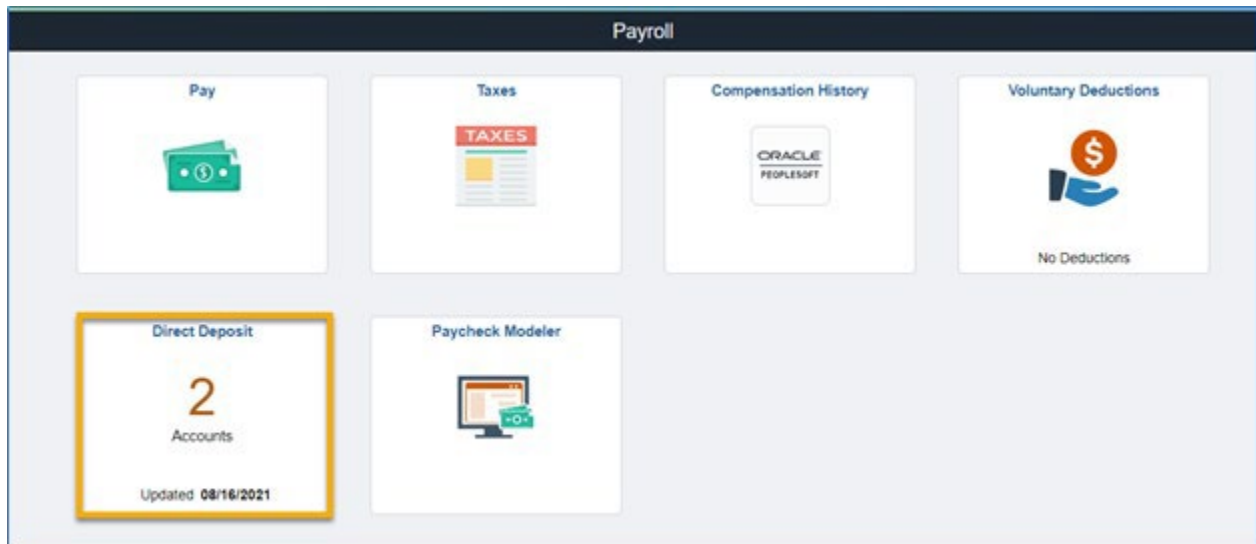 Payroll
Pay
Taxes
TAXES
Compensation History
ORACLE
PEOPLESOFT
Voluntary Deductions
$
No Deductions
Direct Deposit
2
Accounts
Updated 08/16/2021
Paycheck Modeler